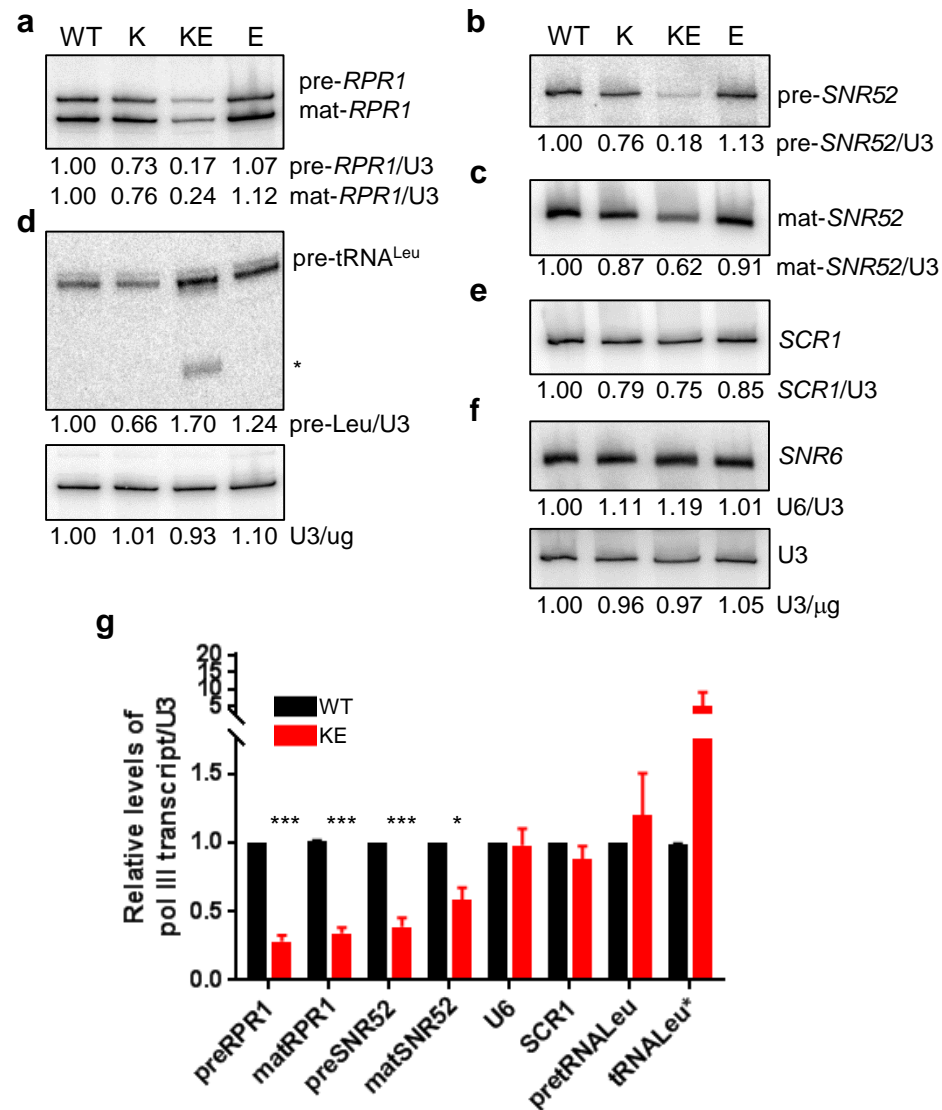 a
WT K KE E
pre-RPR1
mat-RPR1
1.00 0.73 0.17 1.07 pre-RPR1/U3
1.00 0.76 0.24 1.12 mat-RPR1/U3
b
WT K KE E
pre-SNR52
1.00 0.76 0.18 1.13 pre-SNR52/U3
c
mat-SNR52
1.00 0.87 0.62 0.91 mat-SNR52/U3
d
pre-tRNALeu
*
1.00 0.66 1.70 1.24 pre-Leu/U3
1.00 1.01 0.93 1.10 U3/ug
e
SCR1
1.00 0.79 0.75 0.85 SCR1/U3
f
SNR6
1.00 1.11 1.19 1.01 U6/U3
U3
1.00 0.96 0.97 1.05 U3/μg
g
Relative levels of
pol III transcript/U3
20
15
10
5
1.5
1.0
0.5
0.0
WT
KE
*** *** *** *
preRPR1 matRPR1 preSNR52 matSNR52 U6 SCR1 pretRNALeu tRNALeu*